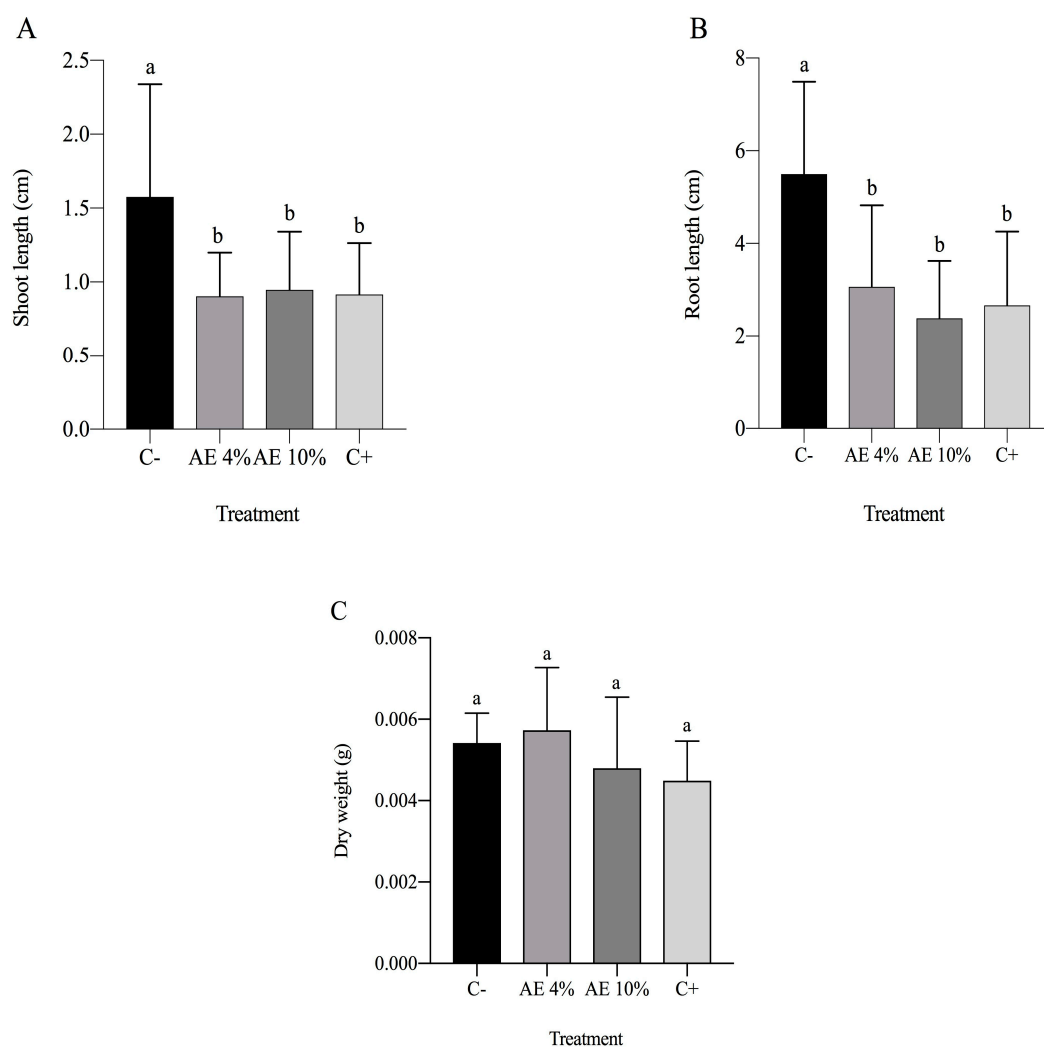 A
Shoot length (cm)
2.5
2.0
1.5
1.0
0.5
0.0
a
b
b
b
C- AE 4% AE 10% C+
Treatment
B
Root length (cm)
8
6
4
2
0
a
b
b
b
C- AE 4% AE 10% C+
Treatment
C
Dry weight (g)
0.008
0.006
0.004
0.002
0.000
a
a
a
a
C- AE 4% AE 10% C+
Treatment